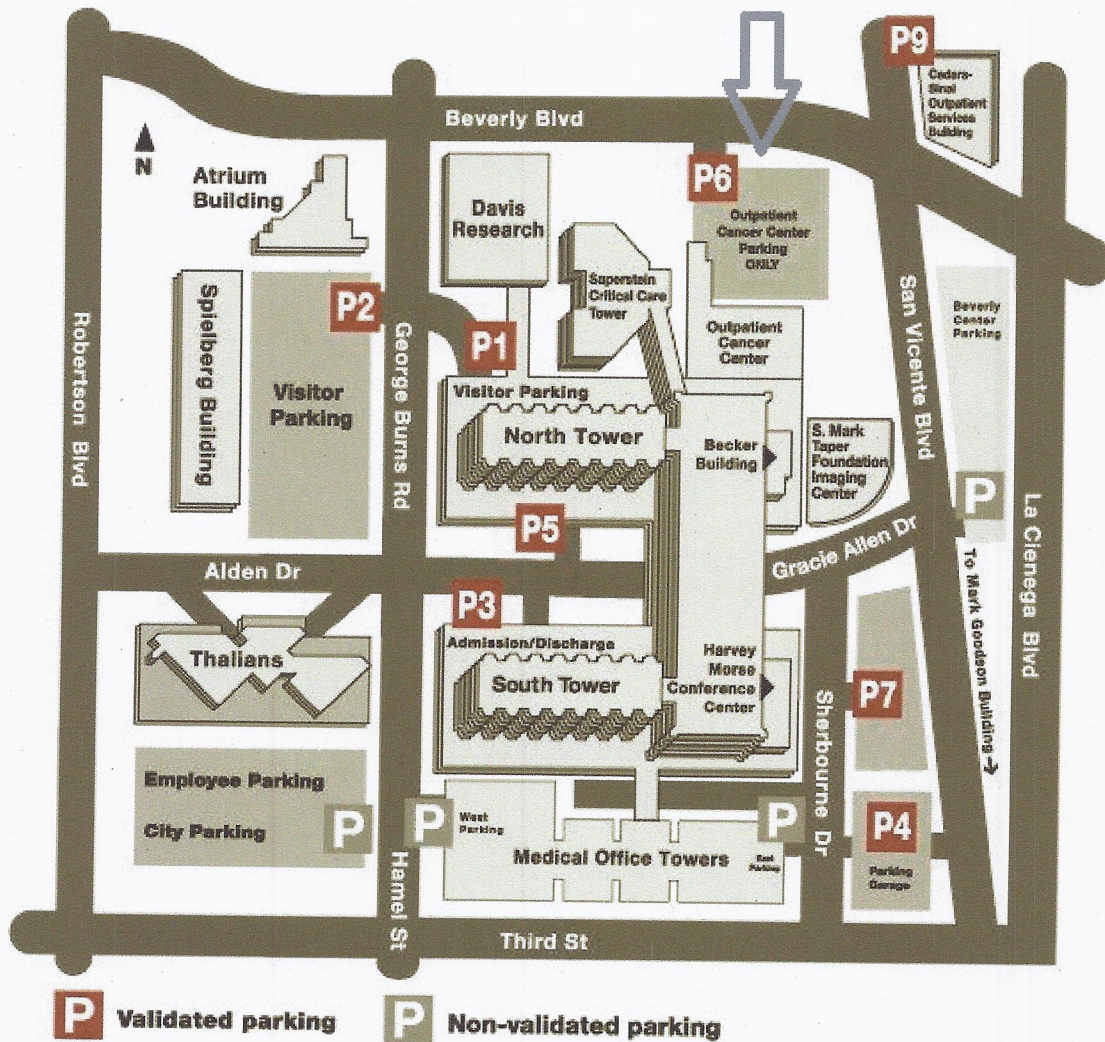 P9
Cedars-
Sinai
Outpatient
Services
Building
Beverly Blvd
N
Atrium
Building
Davis
Research
P6
Outpatient
Cancer Center
Parking
ONLY
Saperstein
Critical Care
Tower
Spielberg Building
P2
P1
Robertson Blvd
George Burns Rd
San Vicente Blvd
Beverly
Center
Parking
Outpatient
Cancer
Center
Visitor
Parking
Visitor Parking
North Tower
Becker
Building
S. Mark
Taper
Foundation
Imaging
Center
P
La Cienega Blvd
P5
Alden Dr
Gracie Allen Dr
To Mark Goodson Building →
P3
Admission/Discharge
Thalians
South Tower
Harvey
Morse
Conference
Center
Sherbourne Dr
P7
Employee Parking
City Parking
P
P
West
Parking
Medical Office Towers
P
East
Parking
P4
Parking
Garage
Hamel St
Third St
P Validated parking
P Non-validated parking